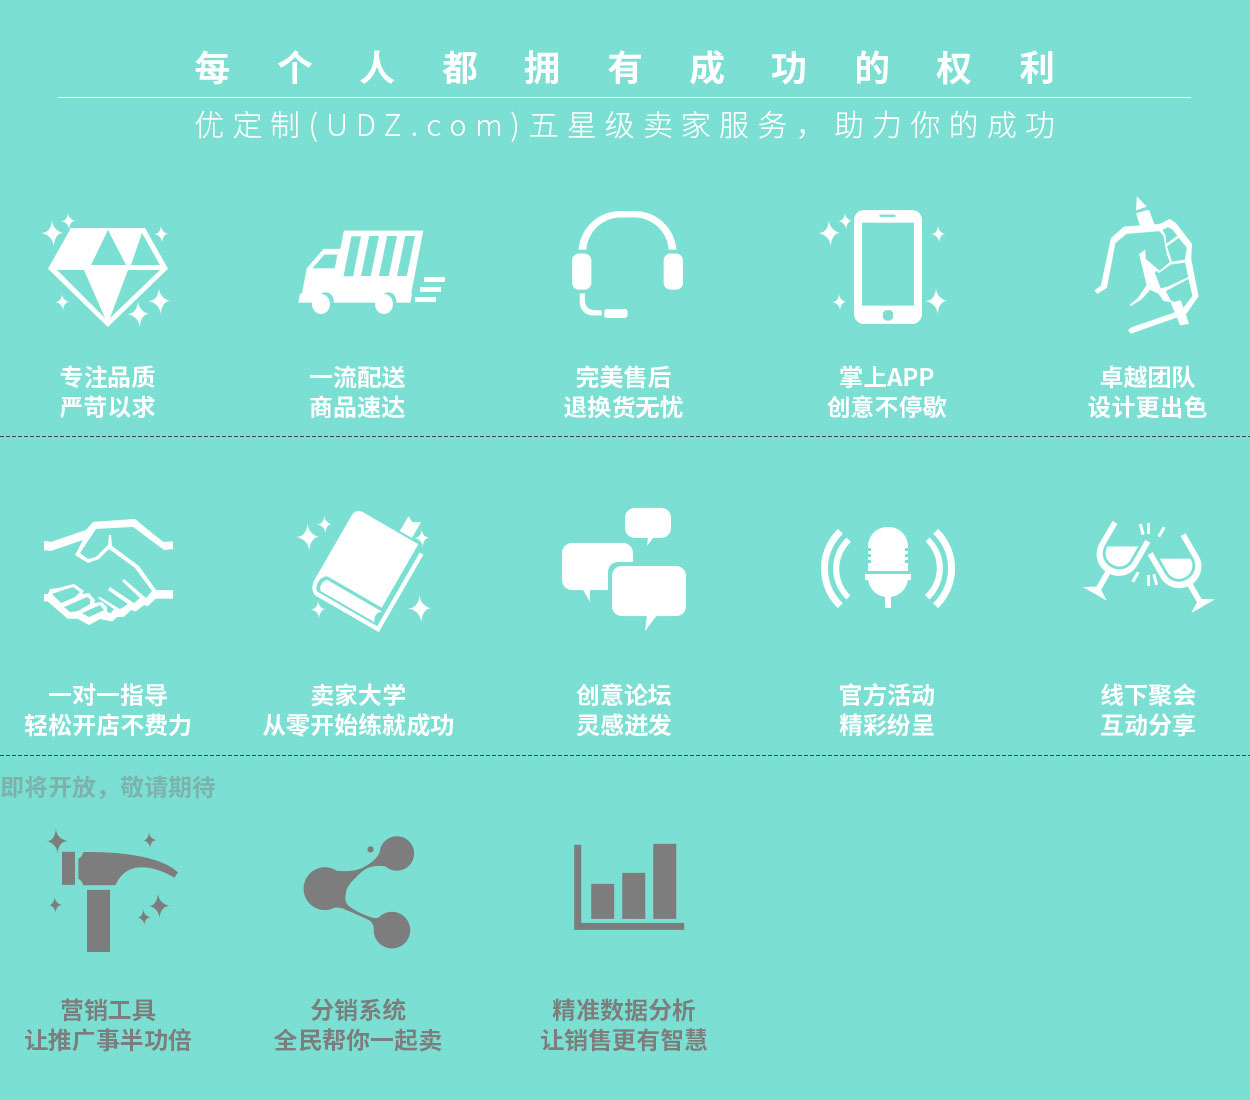 每个人都拥有成功的权利
优定制(UDZ.com)五星级卖家服务，助力你的成功
专注品质
严苛以求
一流配送
商品速达
完美售后
退换货无忧
掌上APP
创意不停歇
卓越团队
设计更出色
一对一指导
轻松开店不费力
卖家大学
从零开始练就成功
创意论坛
灵感迸发
官方活动
精彩纷呈
线下聚会
互动分享
即将开放，敬请期待
营销工具
让推广事半功倍
分销系统
全民帮你一起卖
精准数据分析
让销售更有智慧